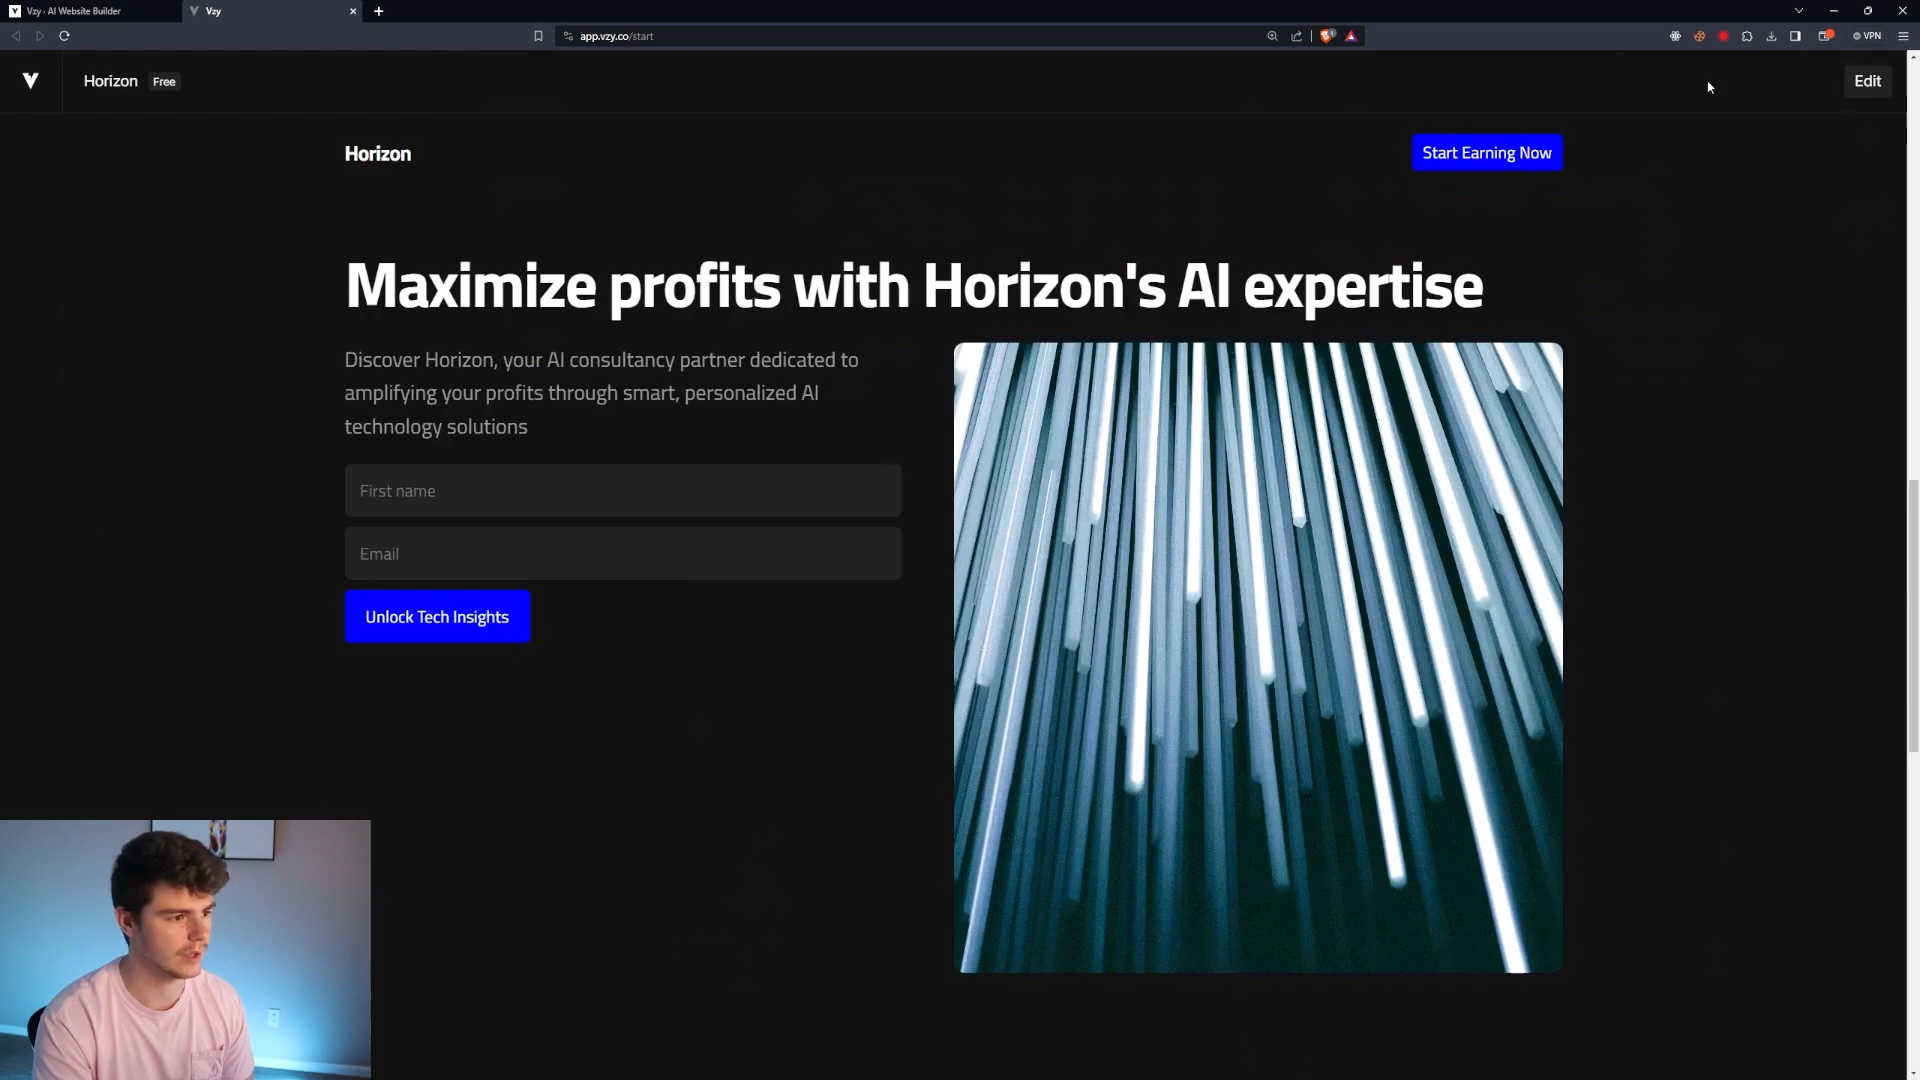 Vzy - AI Website Builder
Vzy
app.vzy.co/start
VPN
Horizon
Free
Edit
Horizon
Start Earning Now
Maximize profits with Horizon's AI expertise
Discover Horizon, your AI consultancy partner dedicated to
amplifying your profits through smart, personalized AI
technology solutions
First name
Email
Unlock Tech Insights